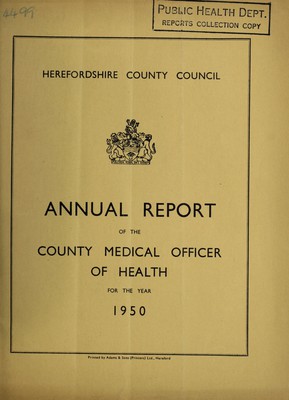 PUBLIC HEALTH DEPT.
REPORTS COLLECTION COPY
HEREFORDSHIRE COUNTY COUNCIL
ANNUAL REPORT
OF THE
COUNTY MEDICAL OFFICER
OF HEALTH
FOR THE YEAR
1950
Printed by Adams & Sons (Printers) Ltd., Hereford